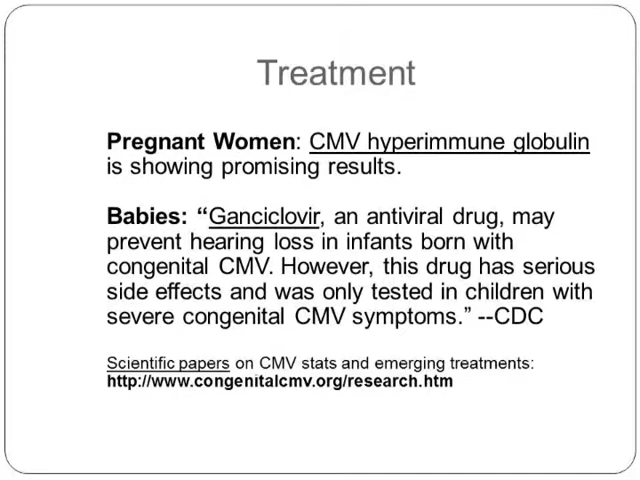 Treatment
Pregnant Women: CMV hyperimmune globulin
is showing promising results.
Babies: “Ganciclovir, an antiviral drug, may
prevent hearing loss in infants born with
congenital CMV. However, this drug has serious
side effects and was only tested in children with
severe congenital CMV symptoms.” --CDC
Scientific papers on CMV stats and emerging treatments:
http://www.congenitalcmv.org/research.htm